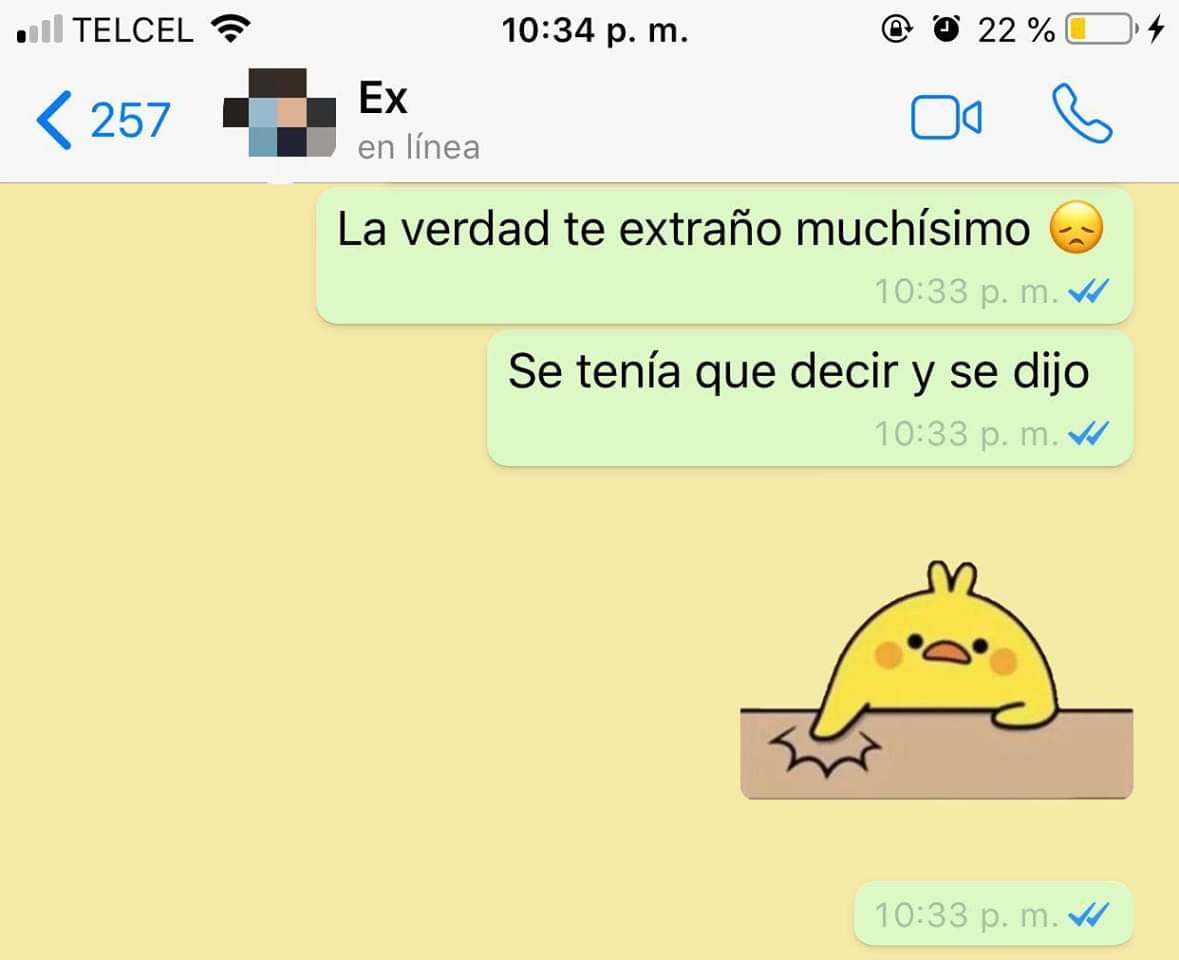 TELCEL 10:34 p. m. 22 %
257 Ex
en línea
La verdad te extraño muchísimo 😞
10:33 p. m.
Se tenía que decir y se dijo
10:33 p. m.
10:33 p. m.